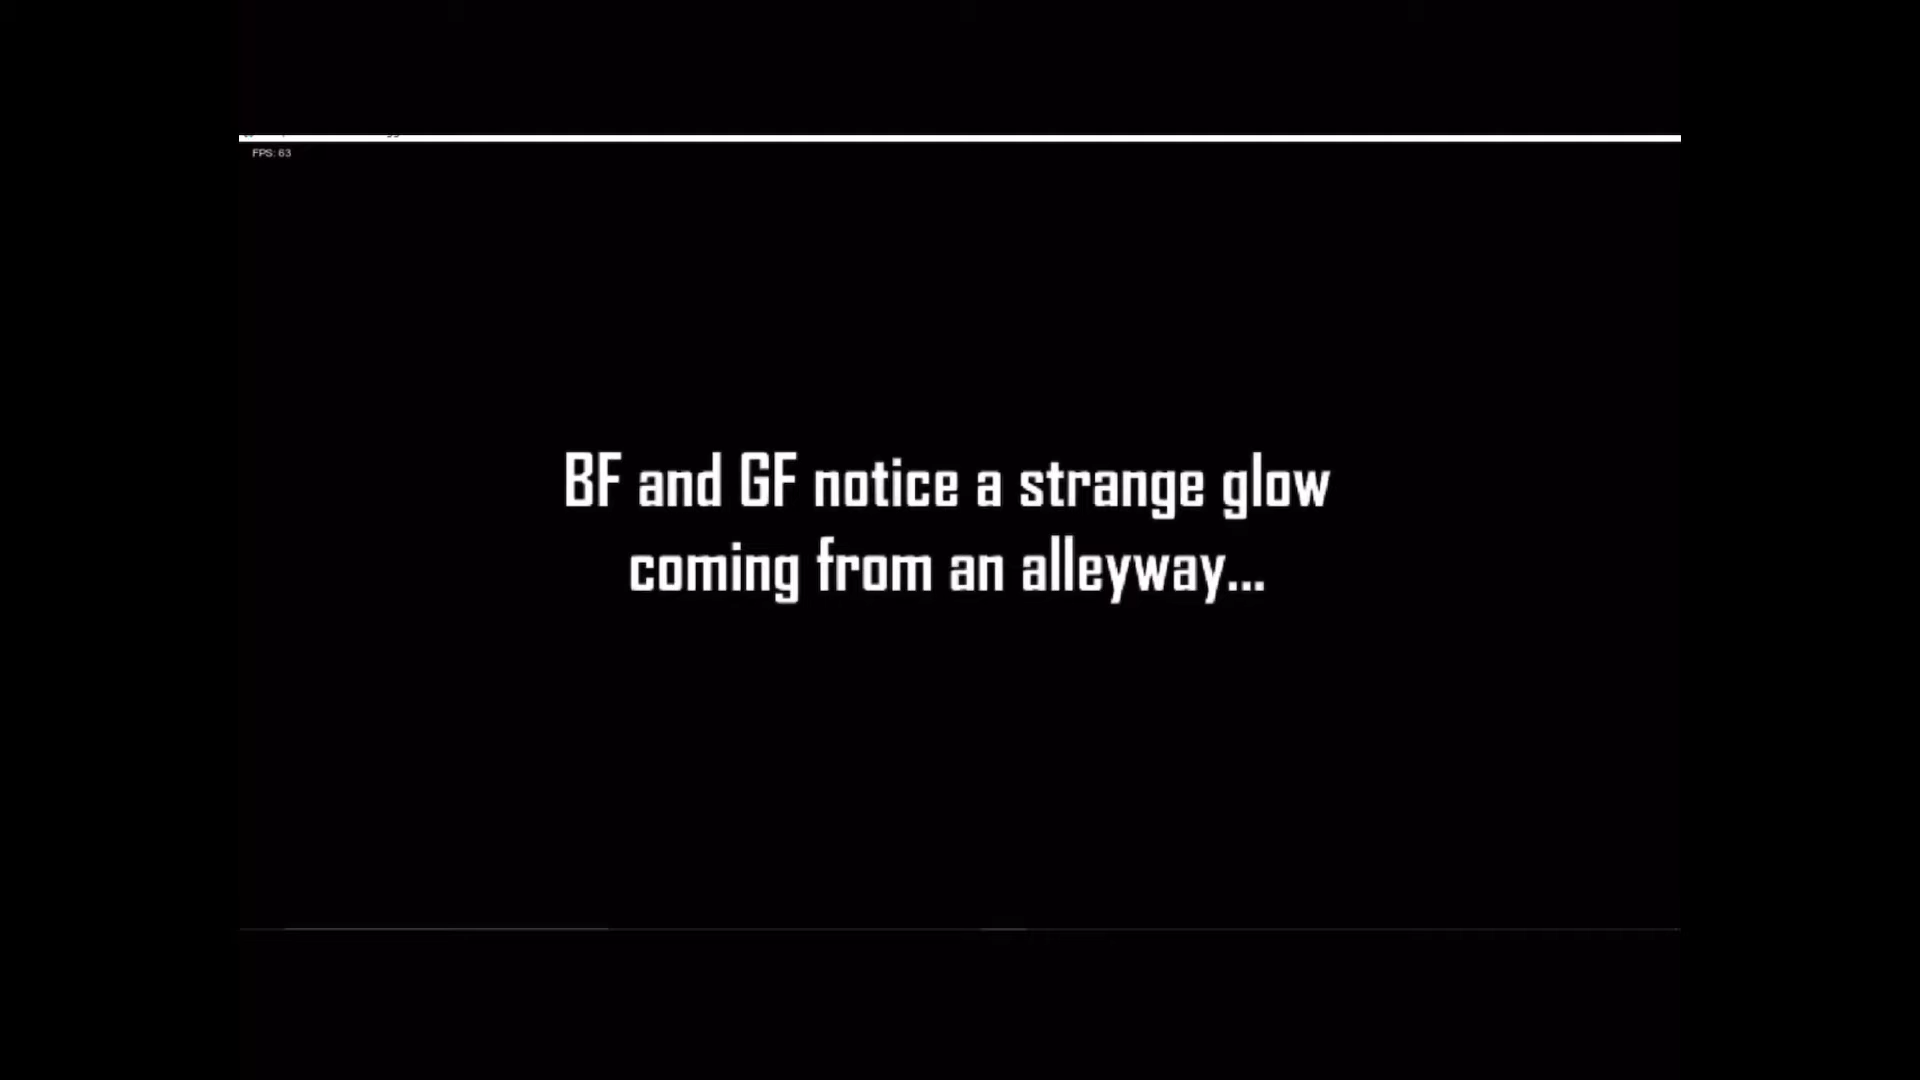 FPS: 63
BF and GF notice a strange glow
coming from an alleyway...